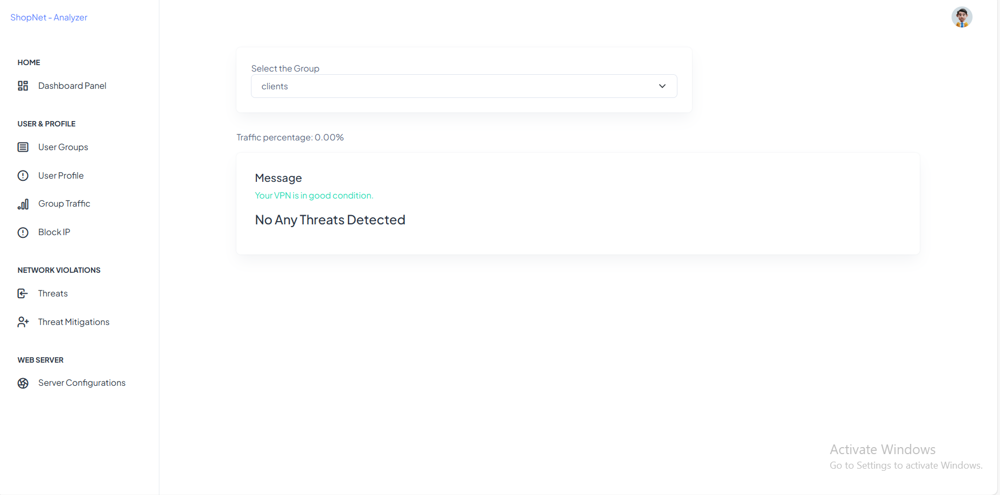 ShopNet - Analyzer
HOME
Dashboard Panel
USER & PROFILE
User Groups
User Profile
Group Traffic
Block IP
NETWORK VIOLATIONS
Threats
Threat Mitigations
WEB SERVER
Server Configurations
Select the Group
clients
Traffic percentage: 0.00%
Message
Your VPN is in good condition.
No Any Threats Detected
Activate Windows
Go to Settings to activate Windows.